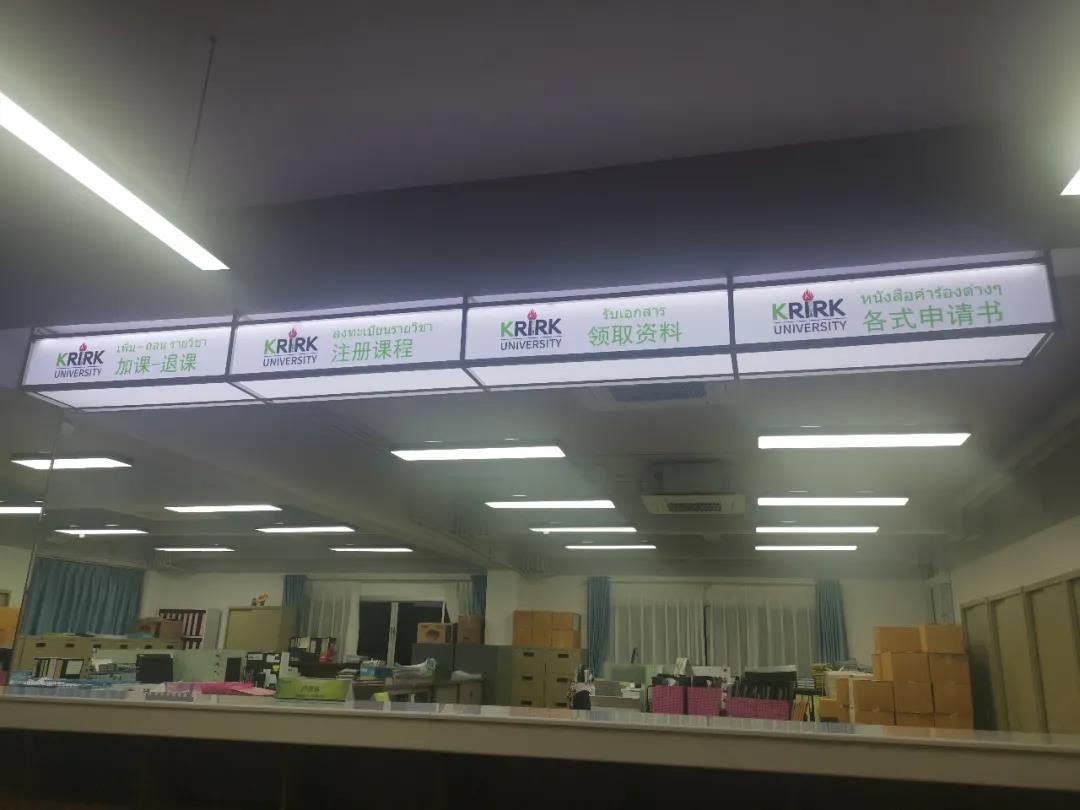 KRIRK
UNIVERSITY
เพิ่ม - ถอน รายวิชา
加课-退课
KRIRK
UNIVERSITY
ลงทะเบียนรายวิชา
注册课程
KRIRK
UNIVERSITY
รับเอกสาร
领取资料
KRIRK
UNIVERSITY
หนังสือคำร้องต่างๆ
各式申请书